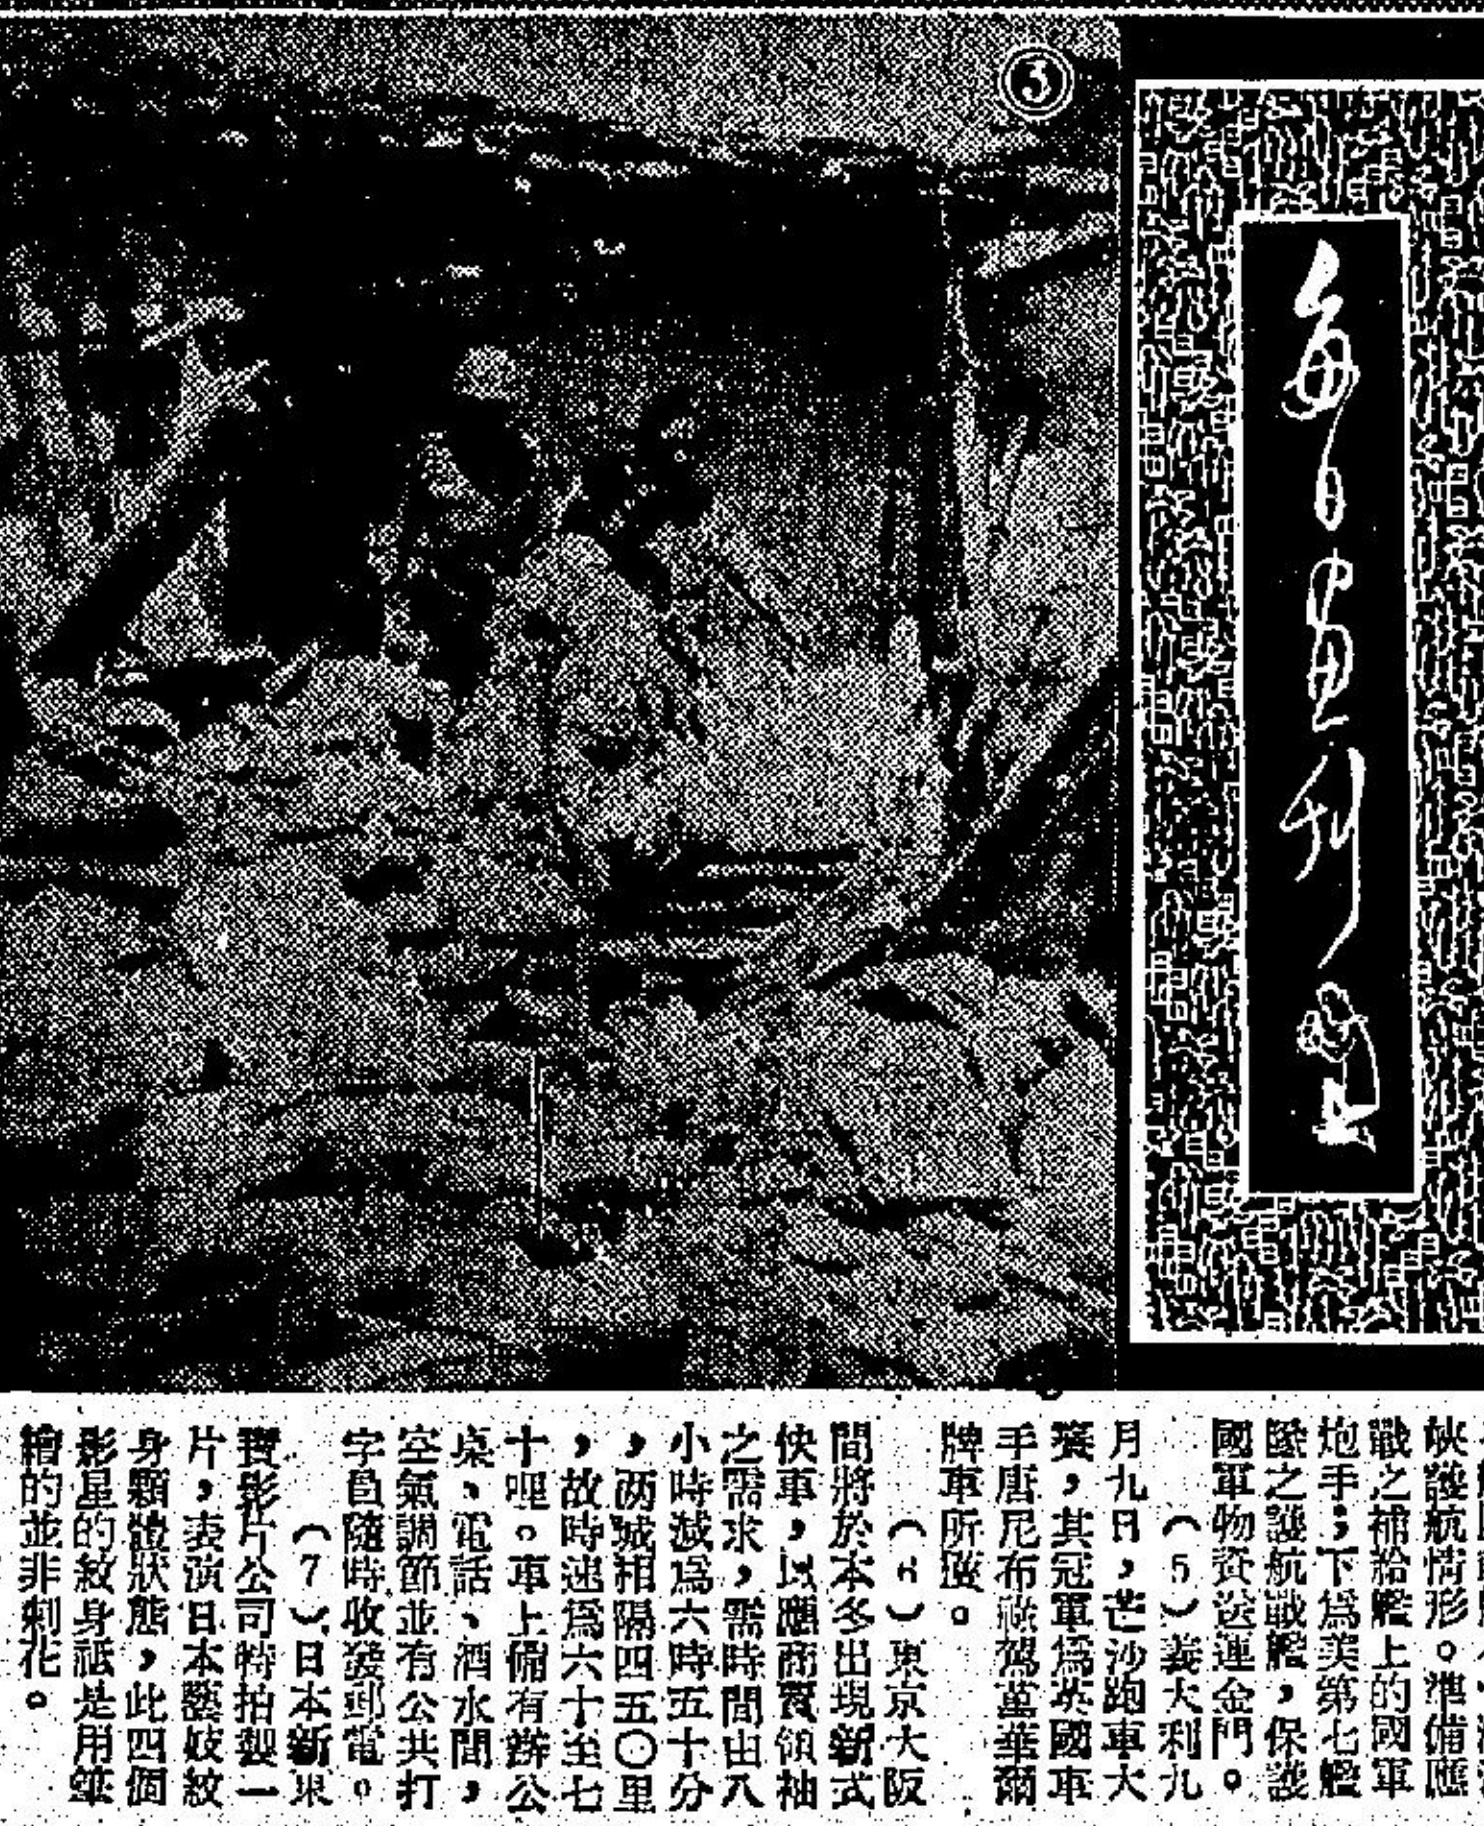 ③
每日畫刊
峽護航情形。準備應
戰之補給艦上的國軍
炮手；下為美第七艦
隊之護航戰艦，保護
國軍物資送運金門。
（5）義大利九
月九日，芒沙跑車大
賽，其冠軍爲英國車
手唐尼布祿駕華爾
牌車所獲。
（6）東京大阪
間將於本冬出現新式
快車，以應商賈領袖
之需求，需時間由八
小時減爲六時五十分
，两城相隔四五〇里
，故時速爲六十至七
十哩。車上備有辦公
桌、電話、酒水間，
空氣調節並有公共打
字員隨時收發郵電。
（7）日本新東
寶影片公司特拍製一
片，表演日本藝妓紋
身顯體狀態，此四個
影星的紋身祗是用筆
繪的並非刺花。